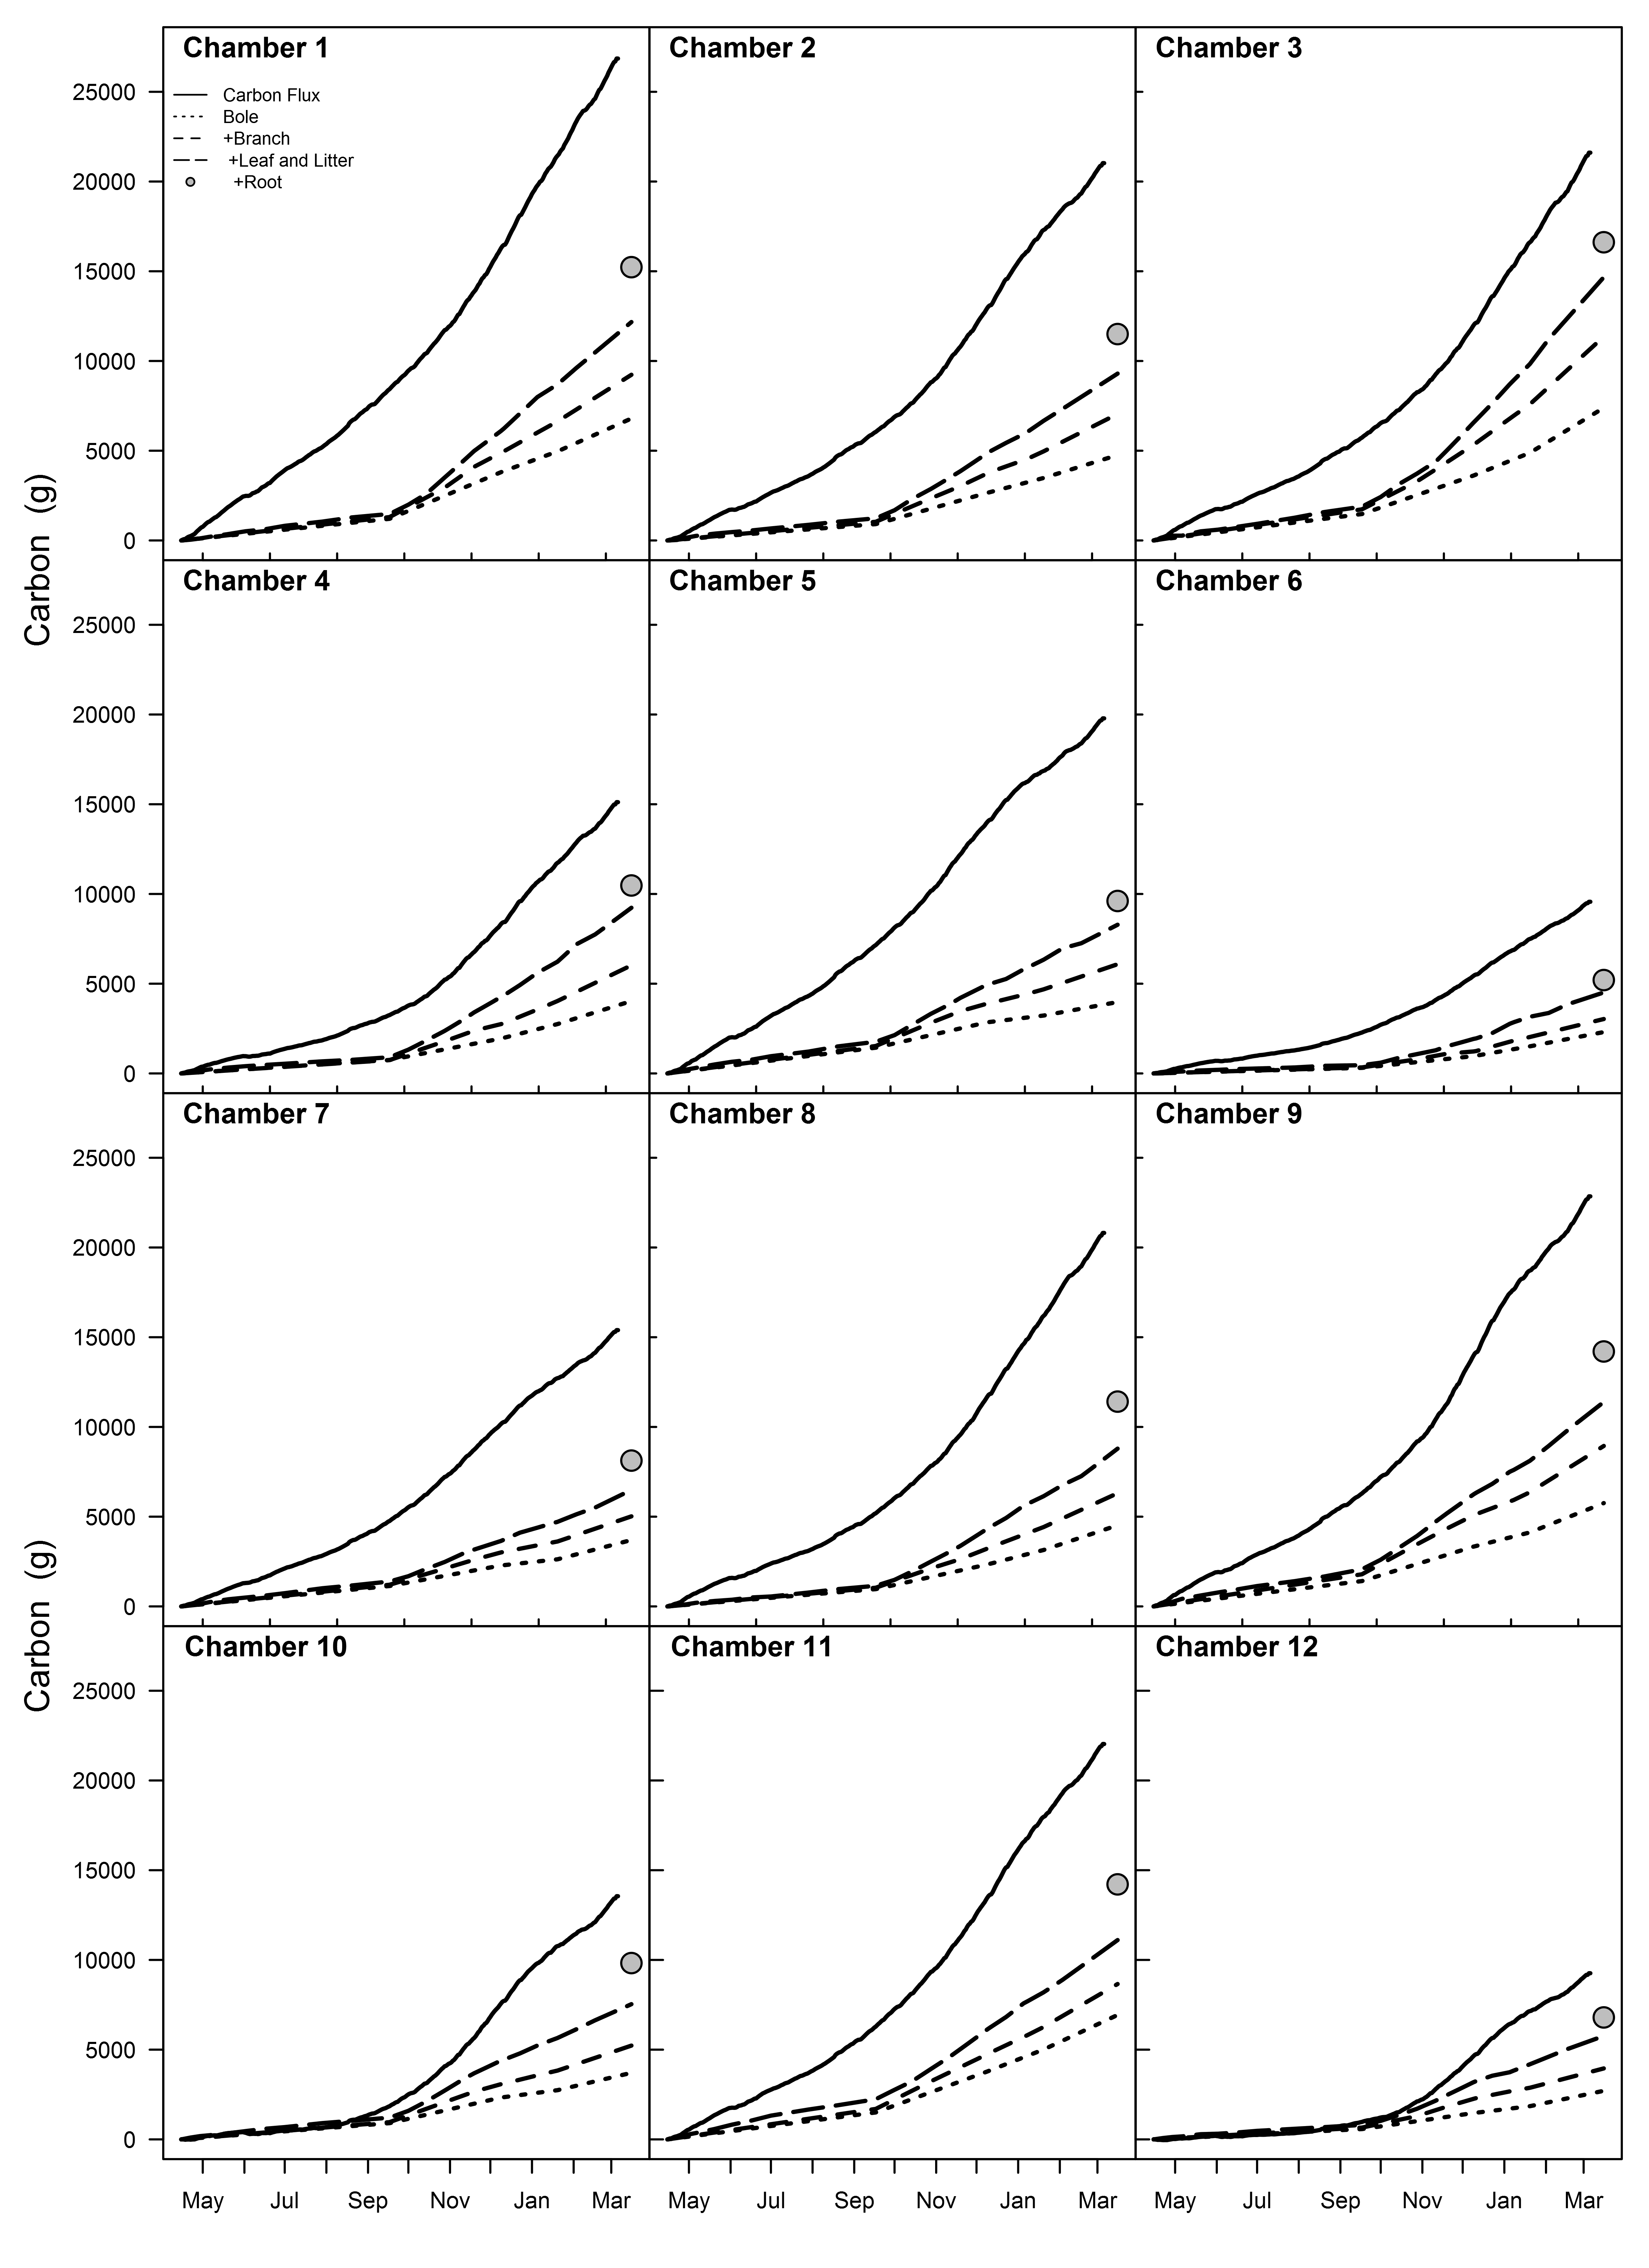 Chamber 1
Chamber 2
Chamber 3
Carbon Flux
Bole
+Branch
+Leaf and Litter
+Root
25000
20000
15000
10000
5000
0
Carbon (g)
Chamber 4
Chamber 5
Chamber 6
25000
20000
15000
10000
5000
0
Chamber 7
Chamber 8
Chamber 9
25000
20000
15000
10000
5000
0
Carbon (g)
Chamber 10
Chamber 11
Chamber 12
25000
20000
15000
10000
5000
0
May Jul Sep Nov Jan Mar
May Jul Sep Nov Jan Mar
May Jul Sep Nov Jan Mar